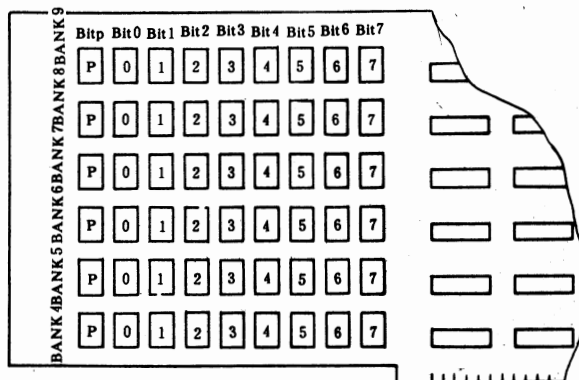 Bitp Bit0 Bit1 Bit2 Bit3 Bit4 Bit5 Bit6 Bit7
BANK 9
P 0 1 2 3 4 5 6 7
BANK 8
P 0 1 2 3 4 5 6 7
BANK 7
P 0 1 2 3 4 5 6 7
BANK 6
P 0 1 2 3 4 5 6 7
BANK 5
P 0 1 2 3 4 5 6 7
BANK 4
P 0 1 2 3 4 5 6 7